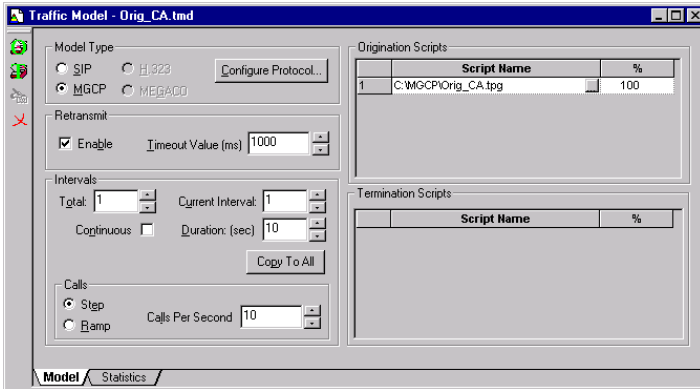 Traffic Model - Orig_CA.tmd
Model Type
SIP
H.323
MGCP
MEGACO
Configure Protocol...
Retransmit
Enable
Timeout Value (ms)
1000
Intervals
Total:
1
Current Interval:
1
Continuous
Duration: (sec)
10
Copy To All
Calls
Step
Ramp
Calls Per Second
10
Origination Scripts
Script Name
%
1
C:\MGCP\Orig_CA.tpg
100
Termination Scripts
Script Name
%
Model
Statistics